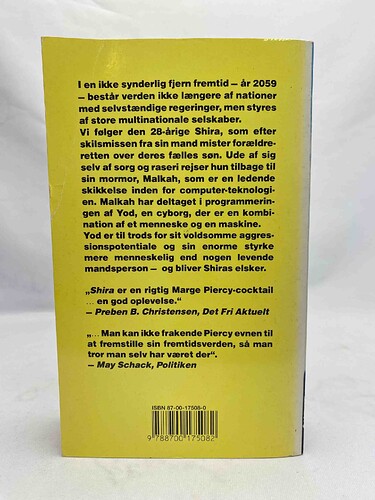 I en ikke synderlig fjern fremtid – år 2059
– består verden ikke længere af nationer
med selvstændige regeringer, men styres
af store multinationale selskaber.
Vi følger den 28-årige Shira, som efter
skilsmissen fra sin mand mister forældre-
retten over deres fælles søn. Ude af sig
selv af sorg og raseri rejser hun tilbage til
sin mormor, Malkah, som er en ledende
skikkelse inden for computer-teknologi-
en. Malkah har deltaget i programmerin-
gen af Yod, en cyborg, der er en kombi-
nation af et menneske og en maskine.
Yod er til trods for sit voldsomme aggres-
sionspotentiale og sin enorme styrke
mere menneskelig end nogen levende
mandsperson – og bliver Shiras elsker.
„Shira er en rigtig Marge Piercy-cocktail
... en god oplevelse.“
– Preben B. Christensen, Det Fri Aktuelt
„... Man kan ikke frakende Piercy evnen til
at fremstille sin fremtidsverden, så man
tror man selv har været der“.
– May Schack, Politiken
ISBN 87-00-17508-0
9 788700 175082